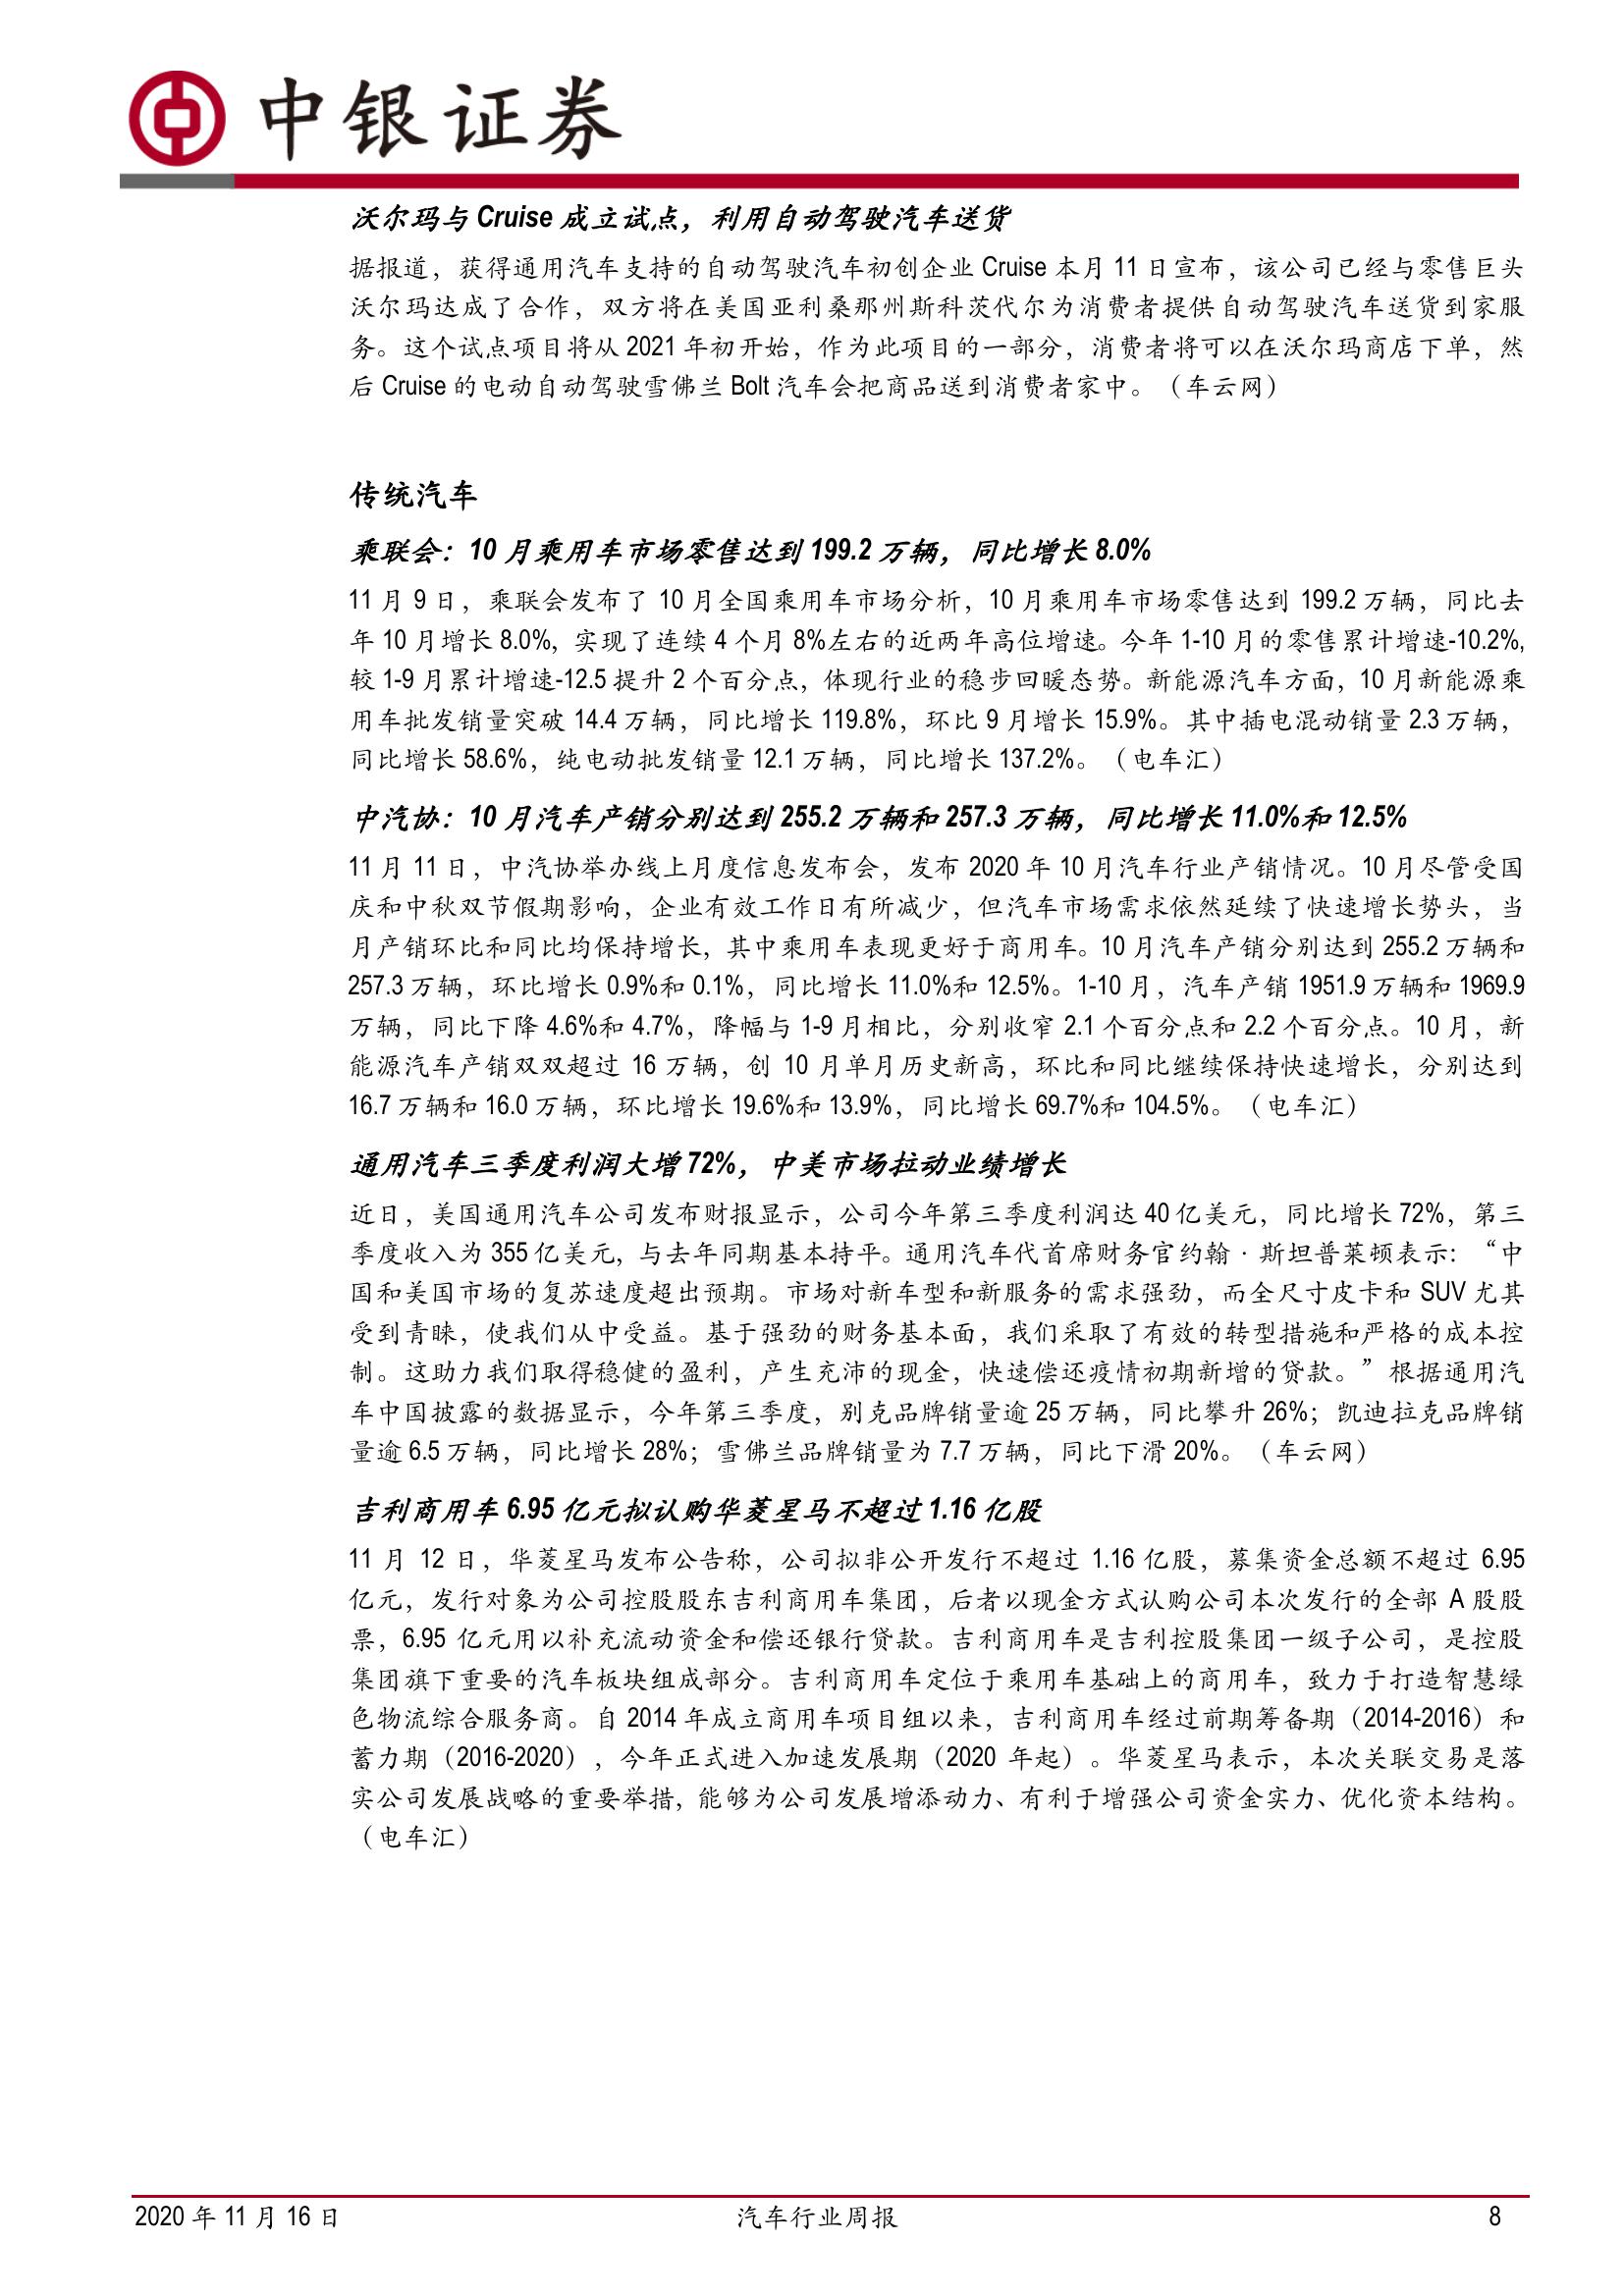 中银证券
沃尔玛与 Cruise 成立试点，利用自动驾驶汽车送货
据报道，获得通用汽车支持的自动驾驶汽车初创企业 Cruise 本月 11 日宣布，该公司已经与零售巨头
沃尔玛达成了合作，双方将在美国亚利桑那州斯科茨代尔为消费者提供自动驾驶汽车送货到家服
务。这个试点项目将从 2021 年初开始，作为此项目的一部分，消费者将可以在沃尔玛商店下单，然
后 Cruise 的电动自动驾驶雪佛兰 Bolt 汽车会把商品送到消费者家中。（车云网）
传统汽车
乘联会：10 月乘用车市场零售达到 199.2 万辆，同比增长 8.0%
11 月 9 日，乘联会发布了 10 月全国乘用车市场分析，10 月乘用车市场零售达到 199.2 万辆，同比去
年 10 月增长 8.0%, 实现了连续 4 个月 8%左右的近两年高位增速。今年 1-10 月的零售累计增速-10.2%,
较 1-9 月累计增速-12.5 提升 2 个百分点，体现行业的稳步回暖态势。新能源汽车方面，10 月新能源乘
用车批发销量突破 14.4 万辆，同比增长 119.8%，环比 9 月增长 15.9%。其中插电混动销量 2.3 万辆，
同比增长 58.6%，纯电动批发销量 12.1 万辆，同比增长 137.2%。（电车汇）
中汽协：10 月汽车产销分别达到 255.2 万辆和 257.3 万辆，同比增长 11.0%和 12.5%
11 月 11 日，中汽协举办线上月度信息发布会，发布 2020 年 10 月汽车行业产销情况。10 月尽管受国
庆和中秋双节假期影响，企业有效工作日有所减少，但汽车市场需求依然延续了快速增长势头，当
月产销环比和同比均保持增长，其中乘用车表现更好于商用车。10 月汽车产销分别达到 255.2 万辆和
257.3 万辆，环比增长 0.9%和 0.1%，同比增长 11.0%和 12.5%。1-10 月，汽车产销 1951.9 万辆和 1969.9
万辆，同比下降 4.6%和 4.7%，降幅与 1-9 月相比，分别收窄 2.1 个百分点和 2.2 个百分点。10 月，新
能源汽车产销双双超过 16 万辆，创 10 月单月历史新高，环比和同比继续保持快速增长，分别达到
16.7 万辆和 16.0 万辆，环比增长 19.6%和 13.9%，同比增长 69.7%和 104.5%。（电车汇）
通用汽车三季度利润大增 72%，中美市场拉动业绩增长
近日，美国通用汽车公司发布财报显示，公司今年第三季度利润达 40 亿美元，同比增长 72%，第三
季度收入为 355 亿美元，与去年同期基本持平。通用汽车代首席财务官约翰·斯坦普莱顿表示：“中
国和美国市场的复苏速度超出预期。市场对新车型和新服务的需求强劲，而全尺寸皮卡和 SUV 尤其
受到青睐，使我们从中受益。基于强劲的财务基本面，我们采取了有效的转型措施和严格的成本控
制。这助力我们取得稳健的盈利，产生充沛的现金，快速偿还疫情初期新增的贷款。”根据通用汽
车中国披露的数据显示，今年第三季度，别克品牌销量逾 25 万辆，同比攀升 26%；凯迪拉克品牌销
量逾 6.5 万辆，同比增长 28%；雪佛兰品牌销量为 7.7 万辆，同比下滑 20%。（车云网）
吉利商用车 6.95 亿元拟认购华菱星马不超过 1.16 亿股
11 月 12 日，华菱星马发布公告称，公司拟非公开发行不超过 1.16 亿股，募集资金总额不超过 6.95
亿元，发行对象为公司控股股东吉利商用车集团，后者以现金方式认购公司本次发行的全部 A 股股
票，6.95 亿元用以补充流动资金和偿还银行贷款。吉利商用车是吉利控股集团一级子公司，是控股
集团旗下重要的汽车板块组成部分。吉利商用车定位于乘用车基础上的商用车，致力于打造智慧绿
色物流综合服务商。自 2014 年成立商用车项目组以来，吉利商用车经过前期筹备期（2014-2016）和
蓄力期（2016-2020），今年正式进入加速发展期（2020 年起）。华菱星马表示，本次关联交易是落
实公司发展战略的重要举措，能够为公司发展增添动力、有利于增强公司资金实力、优化资本结构。
（电车汇）
2020 年 11 月 16 日
汽车行业周报
8